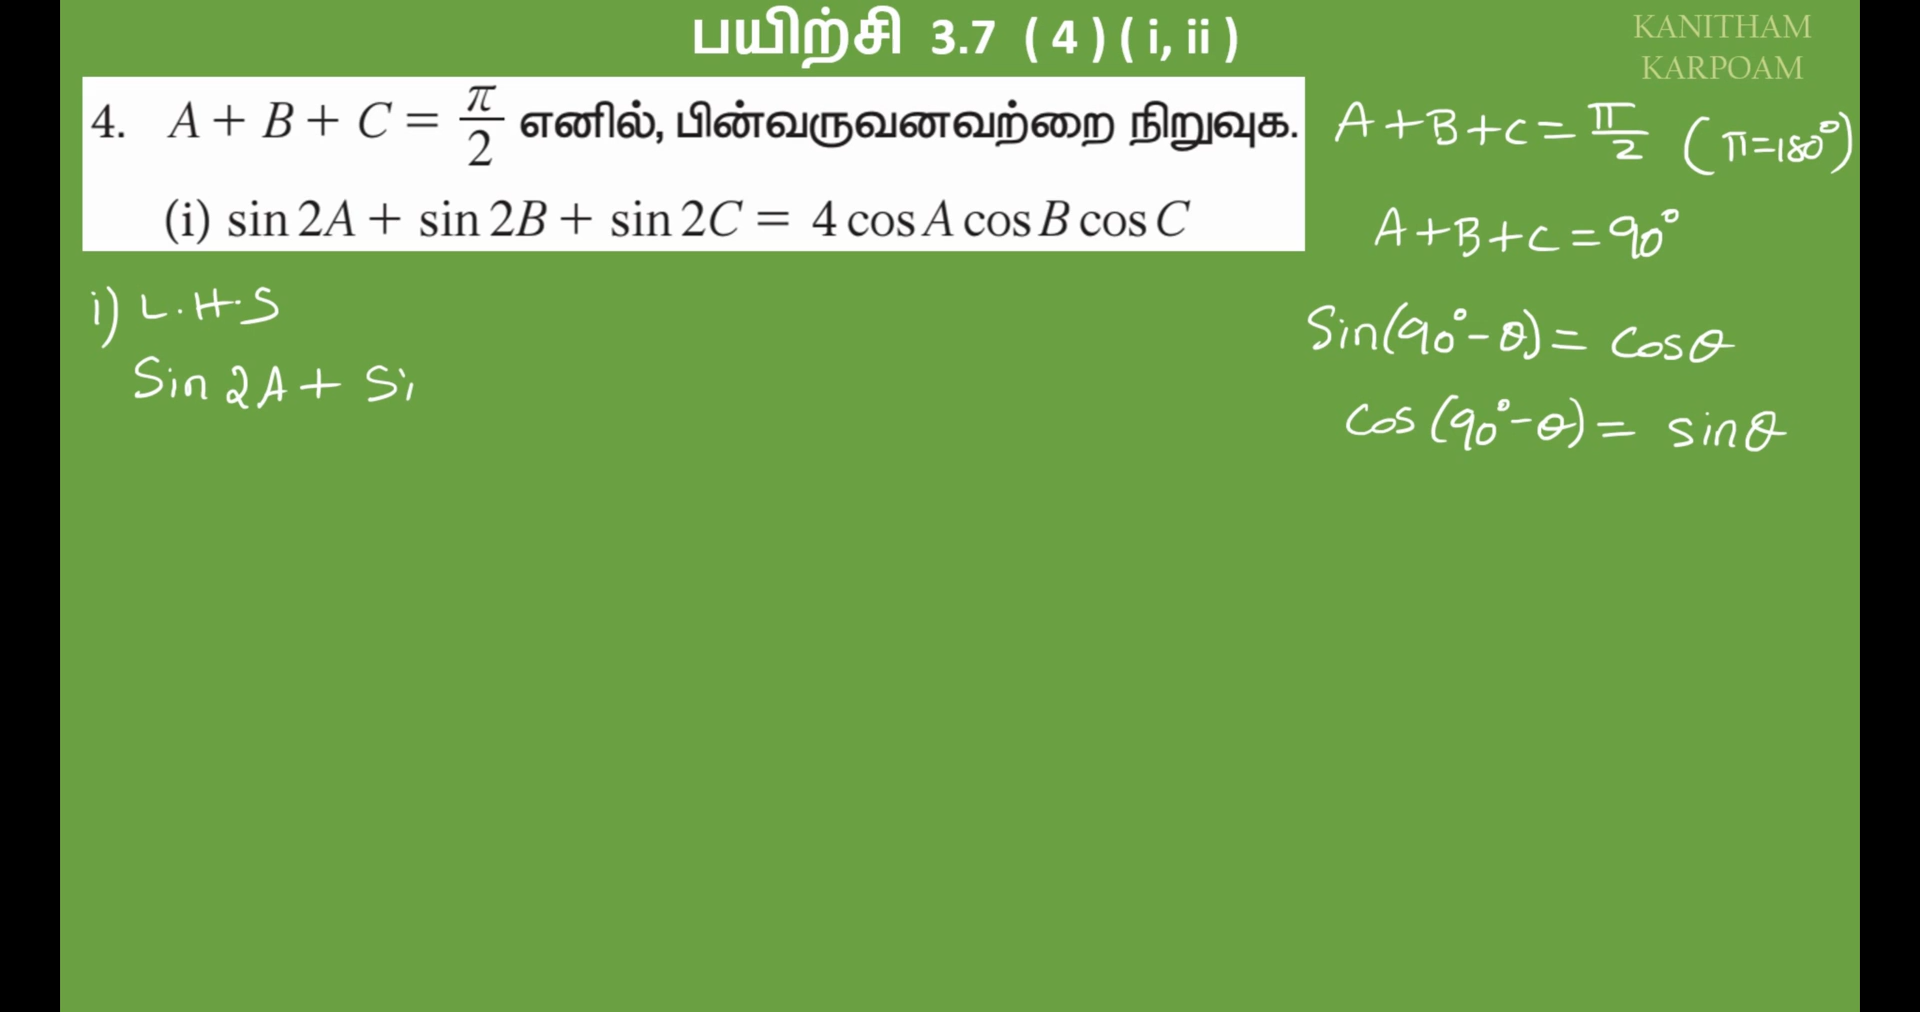 பயிற்சி 3.7 ( 4 ) ( i, ii )
KANITHAM
KARPOAM
4. A + B + C = π/2 எனில், பின்வருவனவற்றை நிறுவுக.
(i) sin 2A + sin 2B + sin 2C = 4 cos A cos B cos C
A + B + C = π/2 ( π = 180° )
A + B + C = 90°
Sin(90° - θ) = cosθ
cos(90° - θ) = sinθ
i) L.H.S
Sin 2A + Si